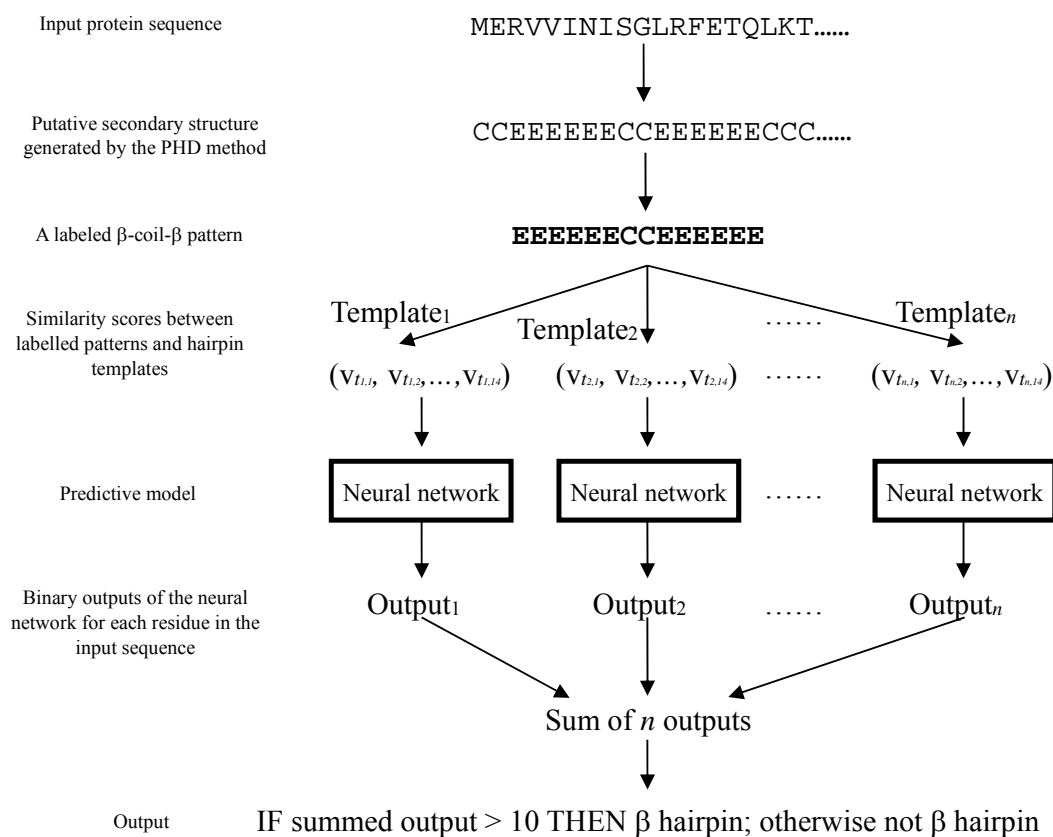 Input protein sequence
MERVVINISGLRFETQLKT......
Putative secondary structure
generated by the PHD method
CCEEEEEECCEEEEEECCC......
A labeled β-coil-β pattern
EEEEEECCEEEEEE
Similarity scores between
labelled patterns and hairpin
templates
Template1
Template2
......
Templaten
(vt1,1, vt1,2,...,vt1,14)
(vt2,1, vt2,2,...,vt2,14)
......
(vtn,1, vtn,2,...,vtn,14)
Predictive model
Neural network
Neural network
......
Neural network
Binary outputs of the neural
network for each residue in the
input sequence
Output1
Output2
......
Outputn
Sum of n outputs
Output
IF summed output > 10 THEN β hairpin; otherwise not β hairpin